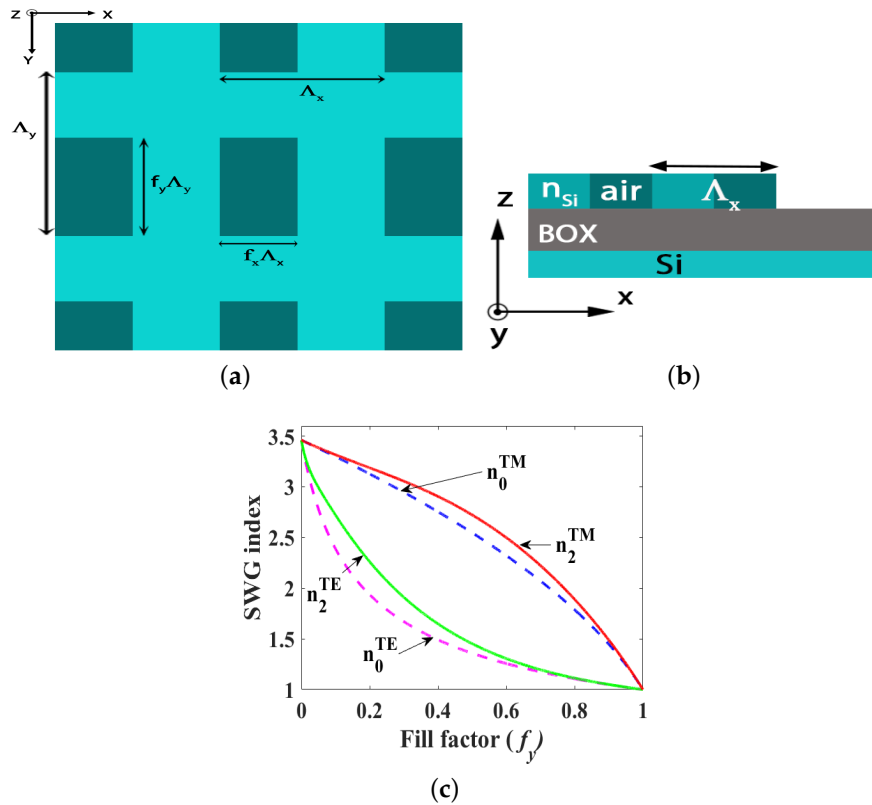 Z X
Y
Λx
Λy
fyΛy
fxΛx
(a)
nSi air Λx
BOX
Si
z
x
y
(b)
3.5
3
2.5
2
1.5
1
SWG index
n0TM
n2TM
n2TE
n0TE
0 0.2 0.4 0.6 0.8 1
Fill factor (fy)
(c)